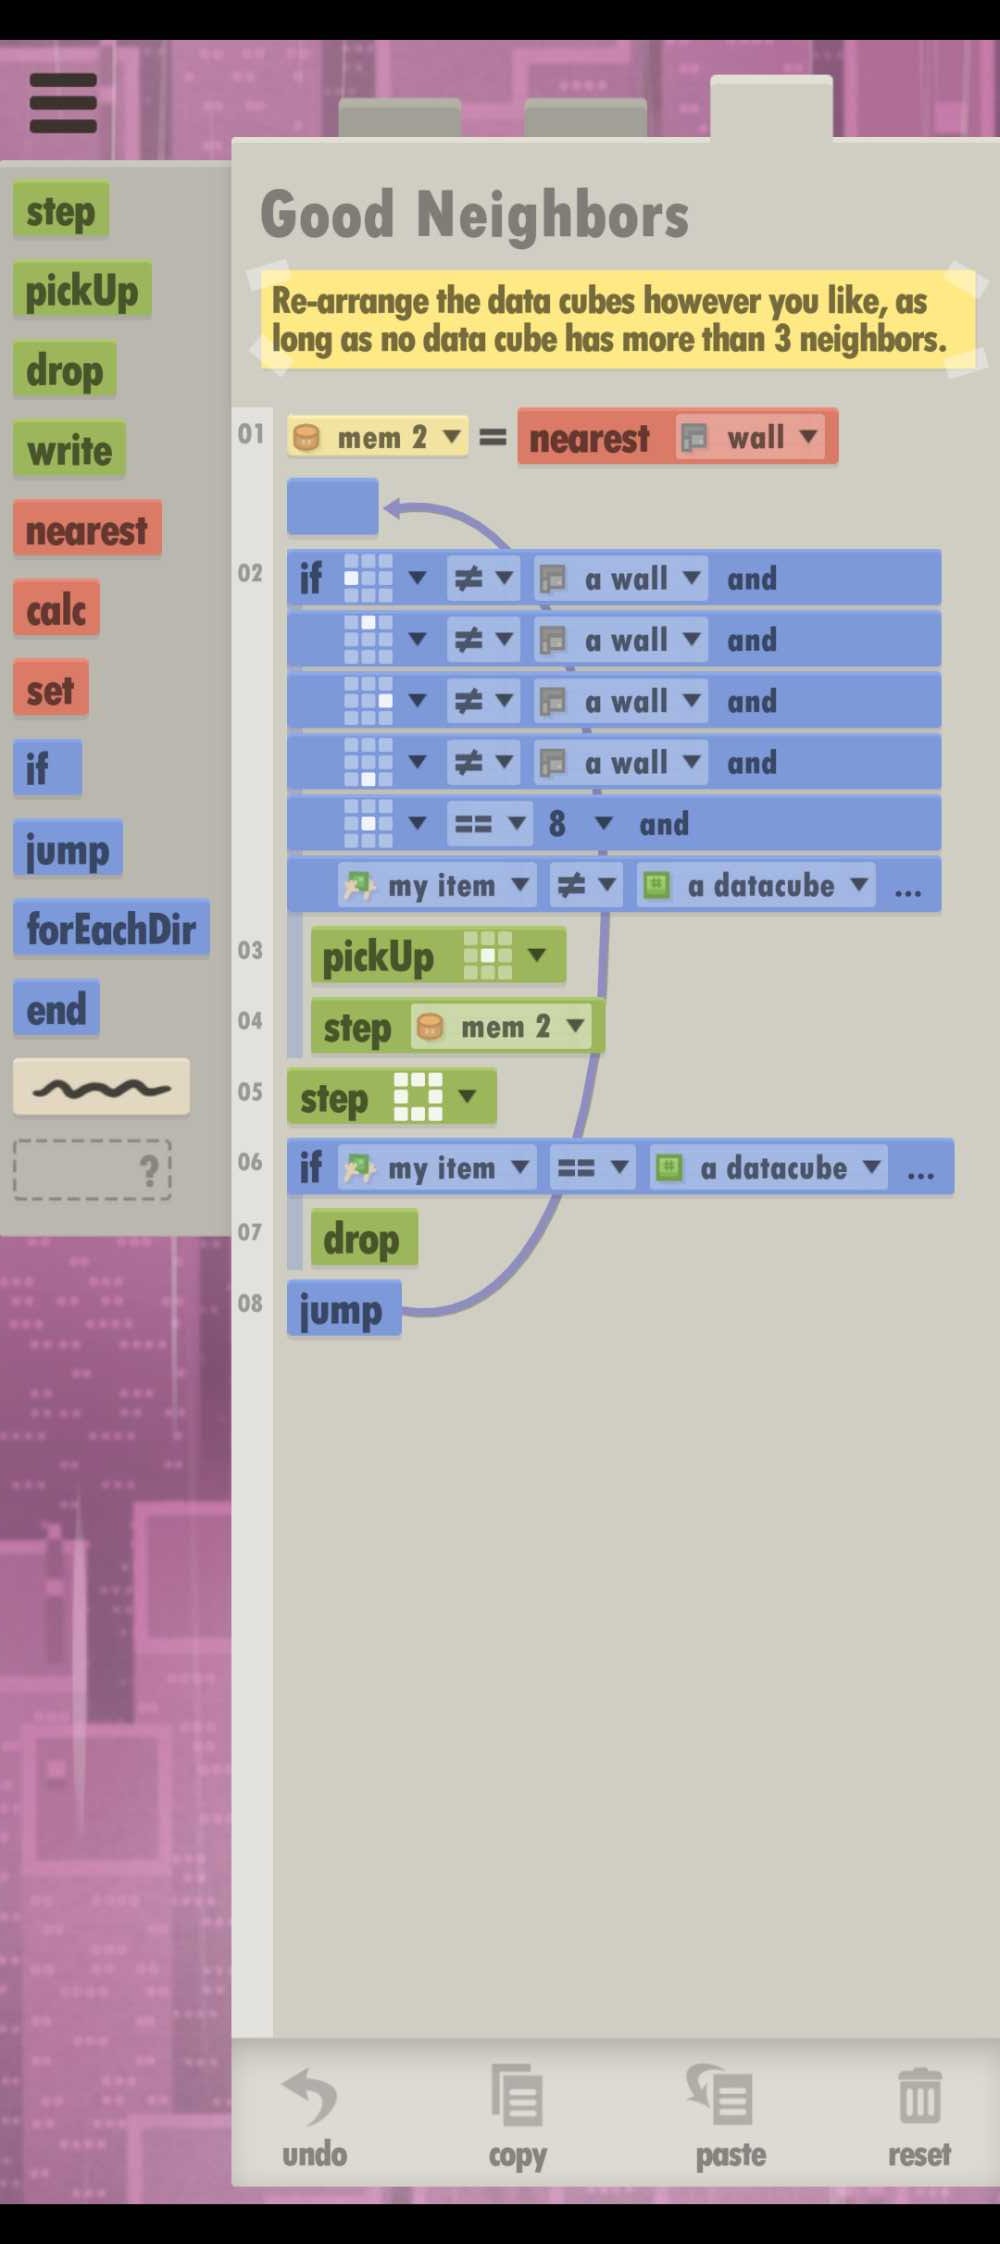 Good Neighbors
Re-arrange the data cubes however you like, as
long as no data cube has more than 3 neighbors.
step
pickUp
drop
write
nearest
calc
set
if
jump
forEachDir
end
?
01 mem 2 = nearest wall
02 if ≠ a wall and
≠ a wall and
≠ a wall and
≠ a wall and
== 8 and
my item ≠ a datacube ...
03 pickUp
04 step mem 2
05 step
06 if my item == a datacube ...
07 drop
08 jump
undo copy paste reset